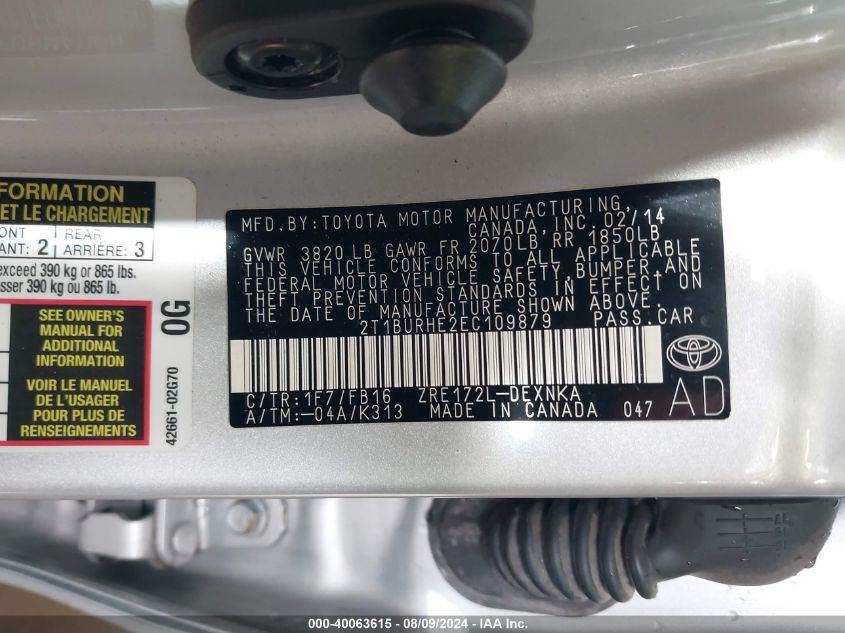 FORMATION
ET LE CHARGEMENT
ONT
ANT: 2
REAR
ARRIÈRE: 3
exceed 390 kg or 865 lbs.
sser 390 kg ou 865 lb.
SEE OWNER'S
MANUAL FOR
ADDITIONAL
INFORMATION
VOIR LE MANUEL
DE L'USAGER
POUR PLUS DE
RENSEIGNEMENTS
0G
42661-02G70
MFD.BY:TOYOTA MOTOR MANUFACTURING,
CANADA,INC.02/14
GVWR 3820 LB GAWR FR 2070LB RR 1850LB
THIS VEHICLE CONFORMS TO ALL APPLICABLE
FEDERAL MOTOR VEHICLE SAFETY,BUMPER,AND
THEFT PREVENTION STANDARDS IN EFFECT ON
THE DATE OF MANUFACTURE SHOWN ABOVE.
2T1BURHE2EC109879 PASS.CAR
C/TR:1F7/FB16 ZRE172L-DEXNKA
A/TM:-04A/K313 MADE IN CANADA 047
AD
000-40063615 - 08/09/2024 - IAA Inc.